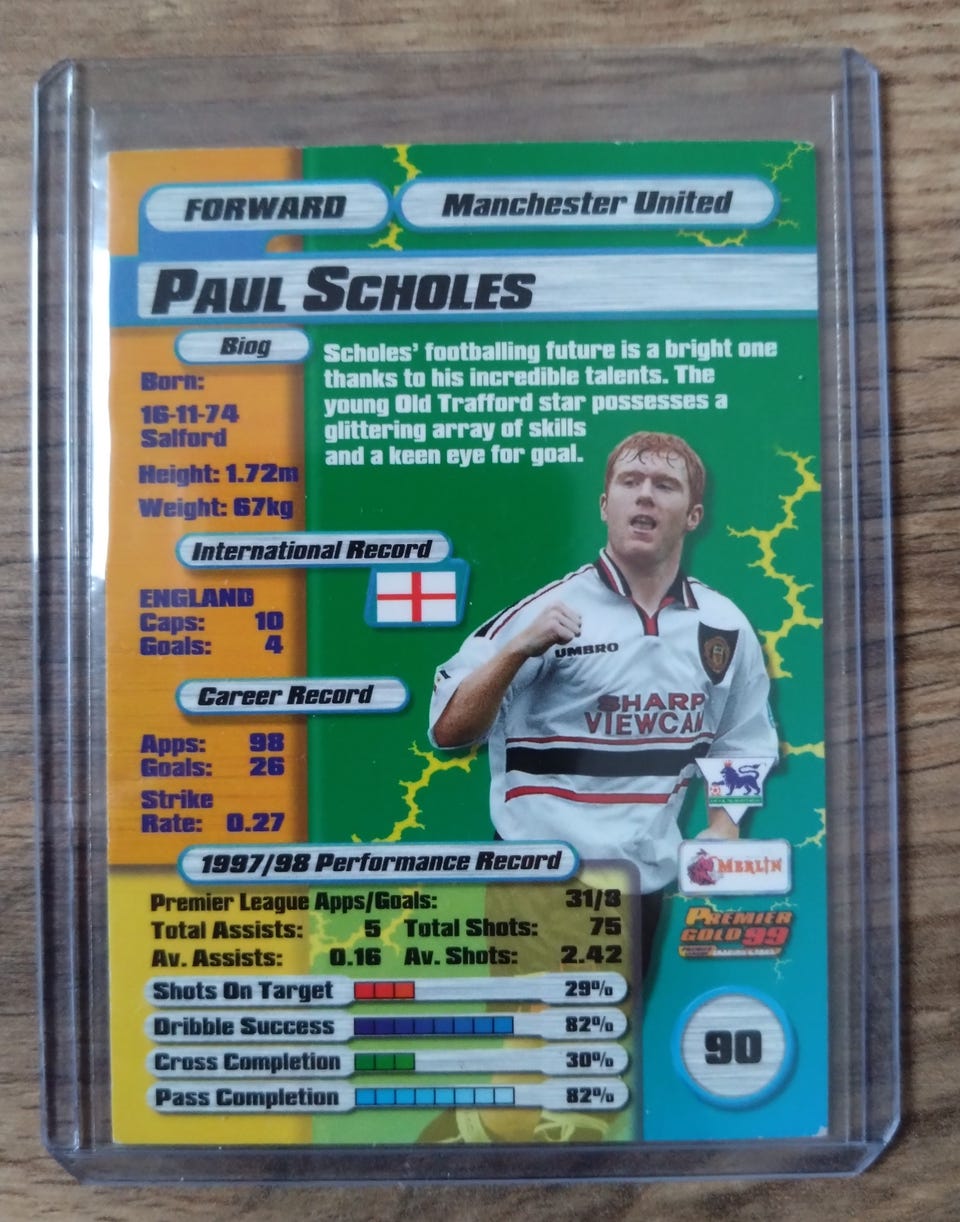 FORWARD
Manchester United
PAUL SCHOLES
Biog
Born:
16-11-74
Salford
Height: 1.72m
Weight: 67kg
Scholes' footballing future is a bright one
thanks to his incredible talents. The
young Old Trafford star possesses a
glittering array of skills
and a keen eye for goal.
International Record
ENGLAND
Caps: 10
Goals: 4
UMBRO
SHARP
VIEWCAM
Career Record
Apps: 98
Goals: 26
Strike
Rate: 0.27
1997/98 Performance Record
Premier League Apps/Goals: 31/8
Total Assists: 5 Total Shots: 75
Av. Assists: 0.16 Av. Shots: 2.42
Shots On Target 29%
Dribble Success 82%
Cross Completion 30%
Pass Completion 82%
MERLIN
PREMIER
GOLD 99
90